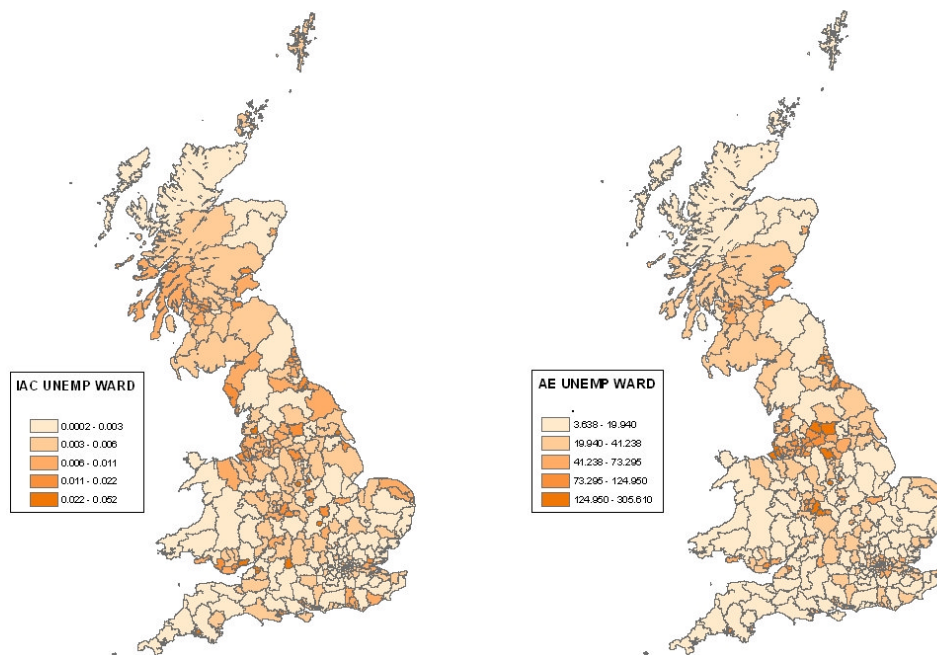 IAC UNEMP WARD
0.0002 - 0.003
0.003 - 0.006
0.006 - 0.011
0.011 - 0.022
0.022 - 0.052
AE UNEMP WARD
3.638 - 19.940
19.940 - 41.238
41.238 - 73.295
73.295 - 124.950
124.950 - 305.610